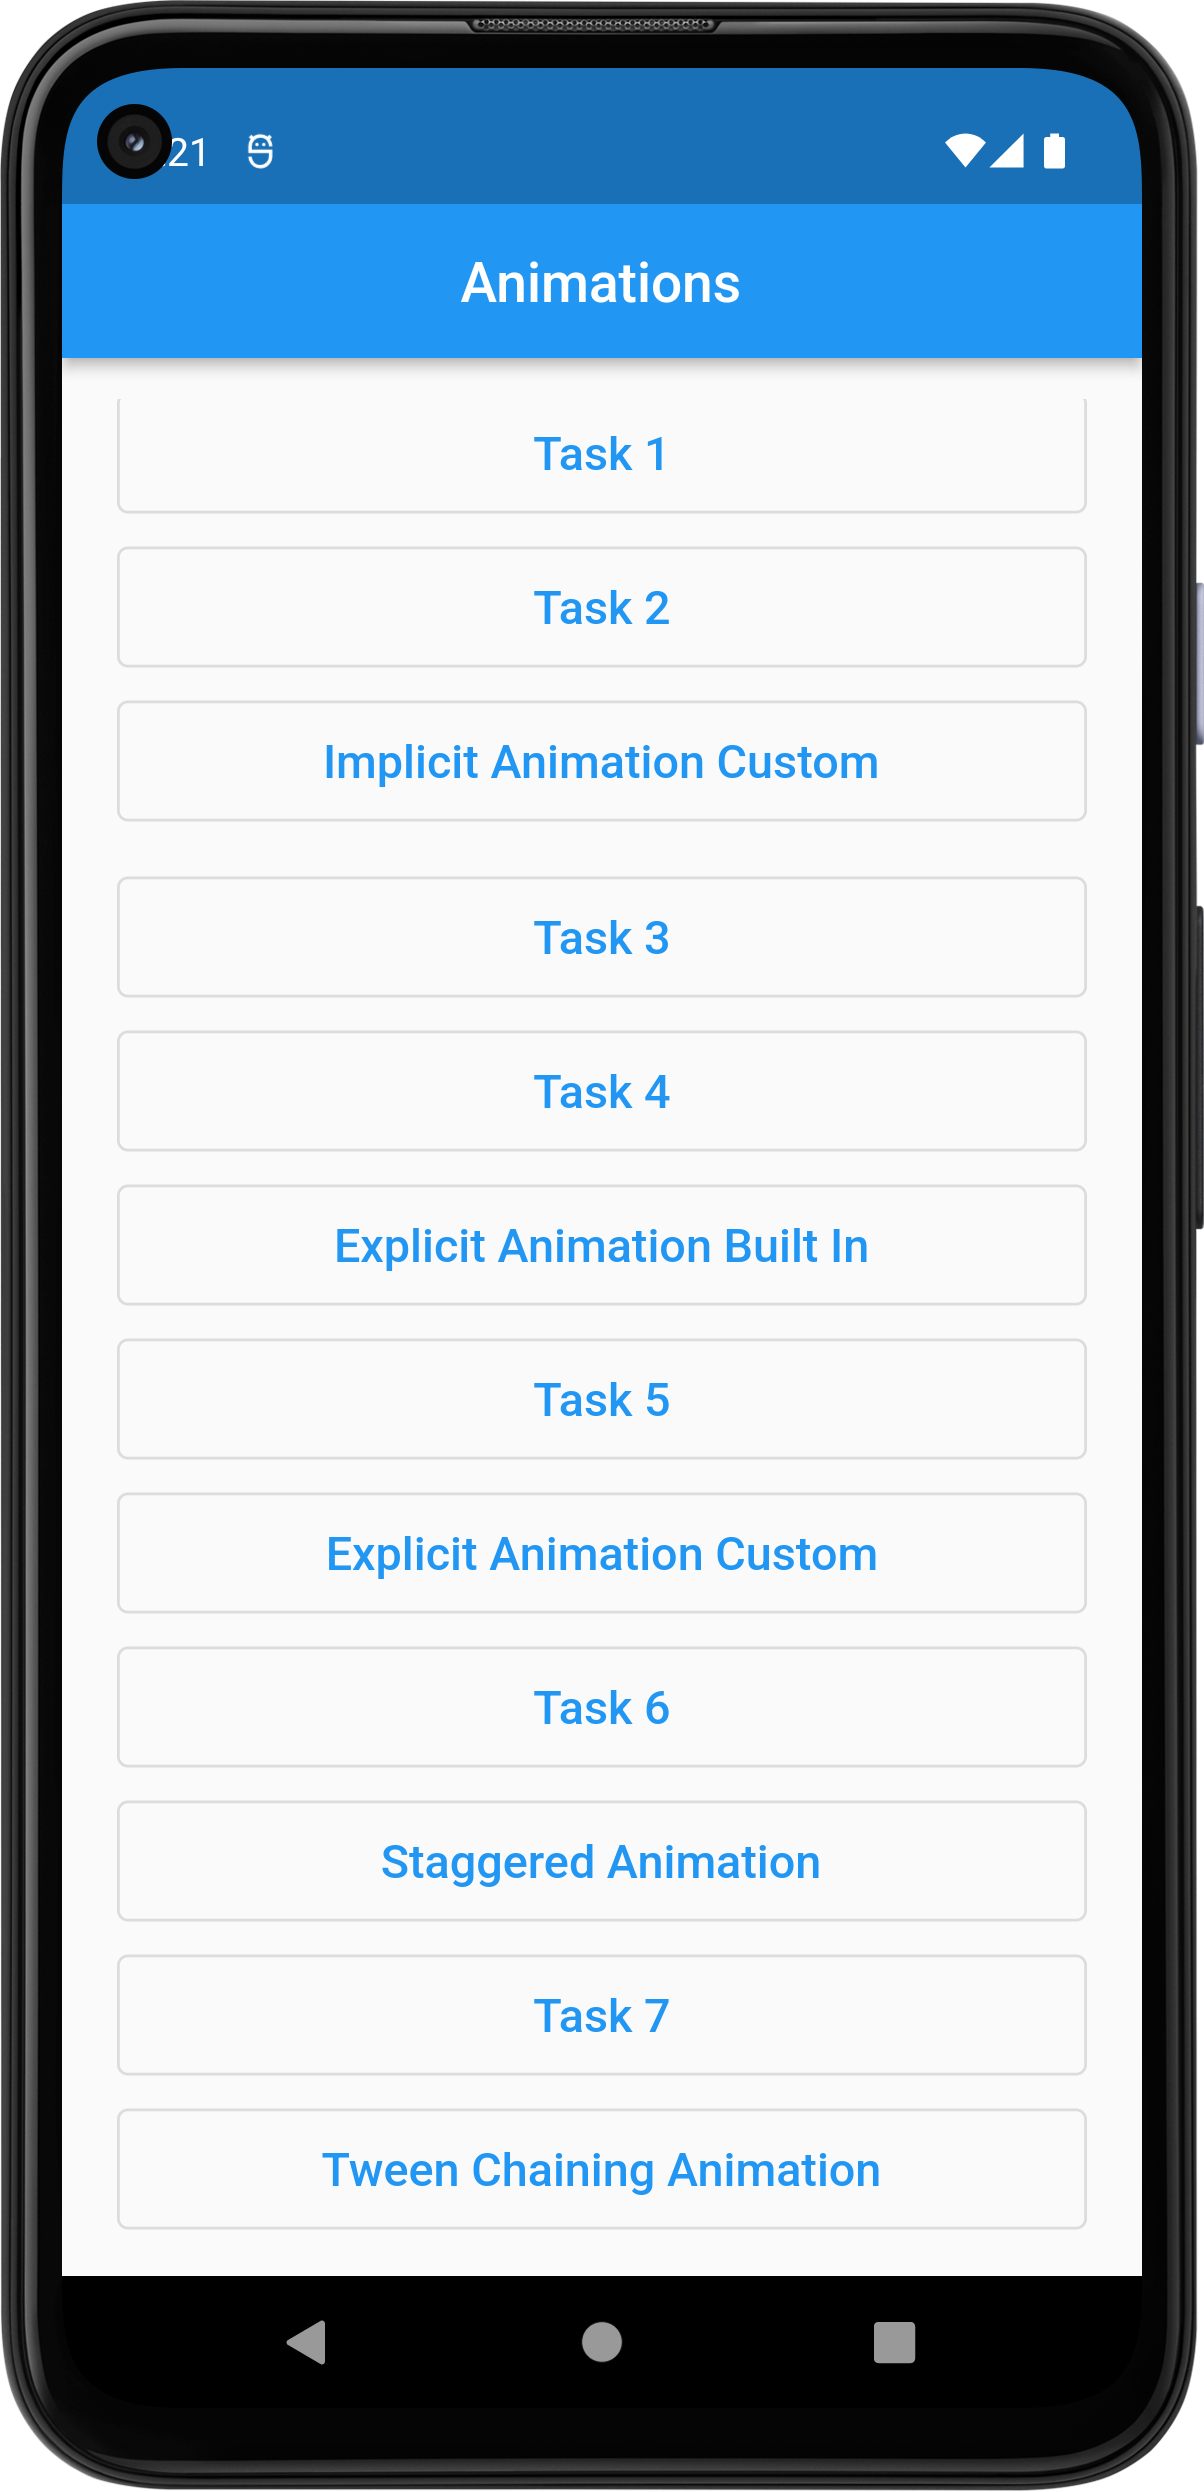 21
Animations
Task 1
Task 2
Implicit Animation Custom
Task 3
Task 4
Explicit Animation Built In
Task 5
Explicit Animation Custom
Task 6
Staggered Animation
Task 7
Tween Chaining Animation